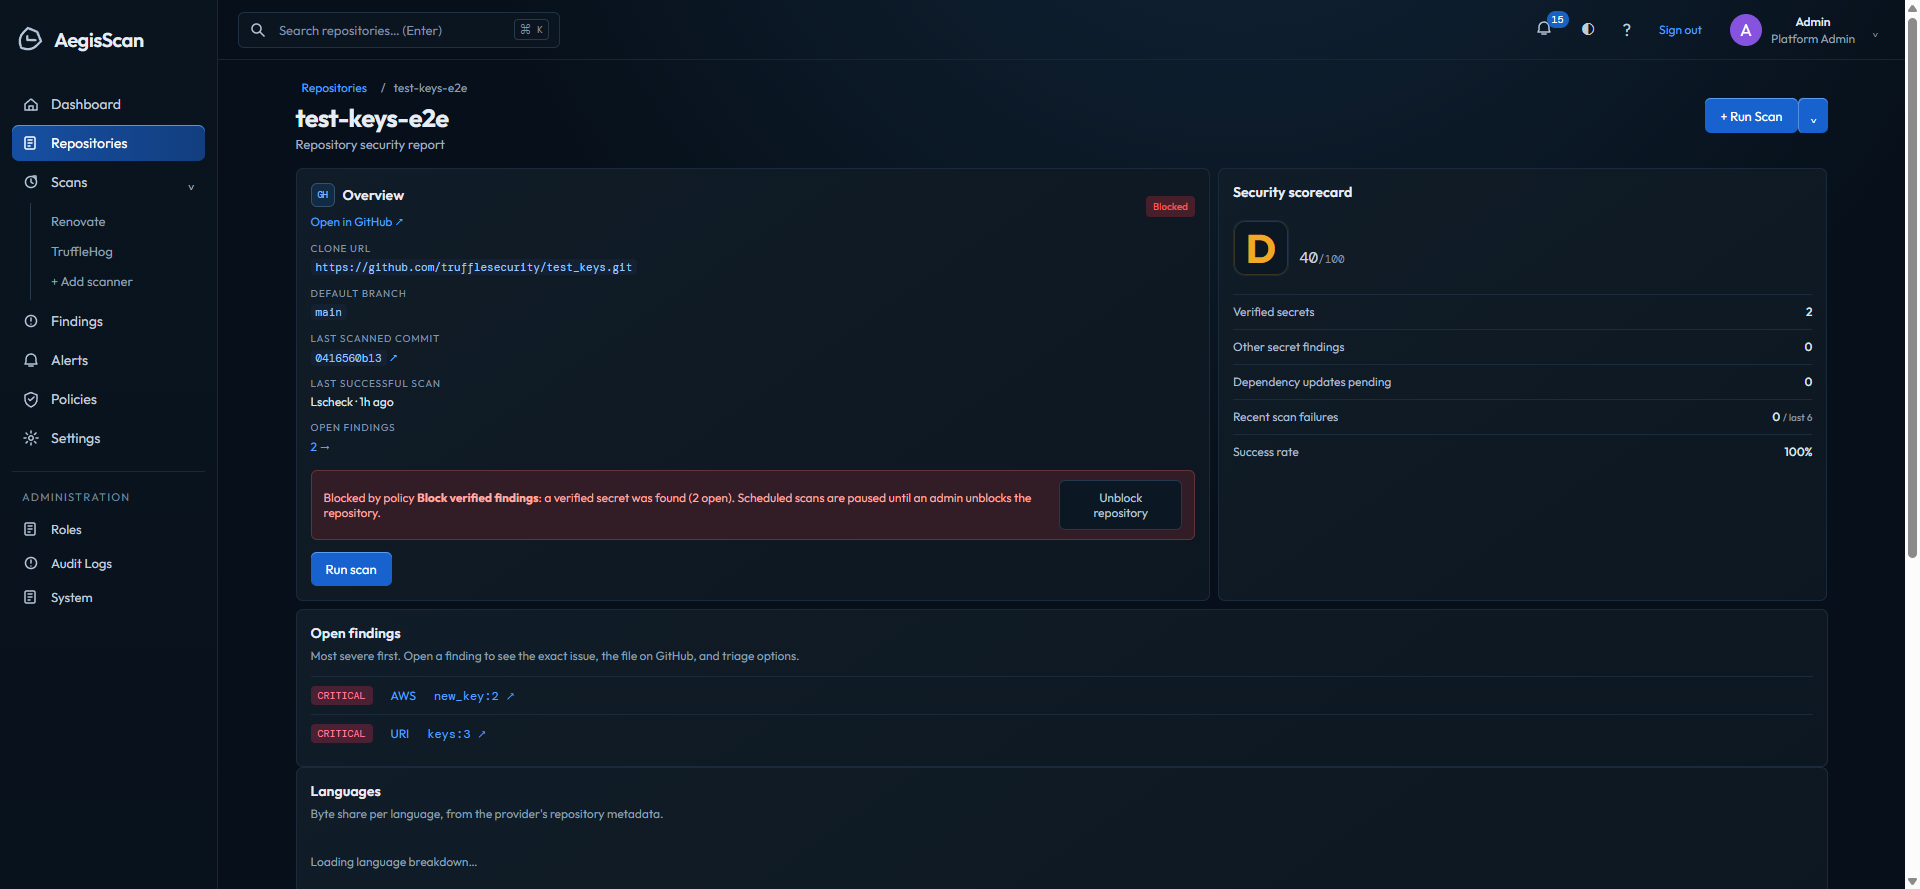 AegisScan
Search repositories... (Enter)
⌘ K
15
?
Sign out
A
Admin
Platform Admin
Dashboard
Repositories
Scans
Renovate
TruffleHog
+ Add scanner
Findings
Alerts
Policies
Settings
ADMINISTRATION
Roles
Audit Logs
System
Repositories / test-keys-e2e
test-keys-e2e
Repository security report
+ Run Scan
GH Overview
Blocked
Open in GitHub ↗
CLONE URL
https://github.com/trufflesecurity/test_keys.git
DEFAULT BRANCH
main
LAST SCANNED COMMIT
0416560b13 ↗
LAST SUCCESSFUL SCAN
Lscheck · 1h ago
OPEN FINDINGS
2 →
Blocked by policy Block verified findings: a verified secret was found (2 open). Scheduled scans are paused until an admin unblocks the
repository.
Unblock
repository
Run scan
Security scorecard
D 40/100
Verified secrets 2
Other secret findings 0
Dependency updates pending 0
Recent scan failures 0 / last 6
Success rate 100%
Open findings
Most severe first. Open a finding to see the exact issue, the file on GitHub, and triage options.
CRITICAL AWS new_key:2 ↗
CRITICAL URI keys:3 ↗
Languages
Byte share per language, from the provider's repository metadata.
Loading language breakdown...